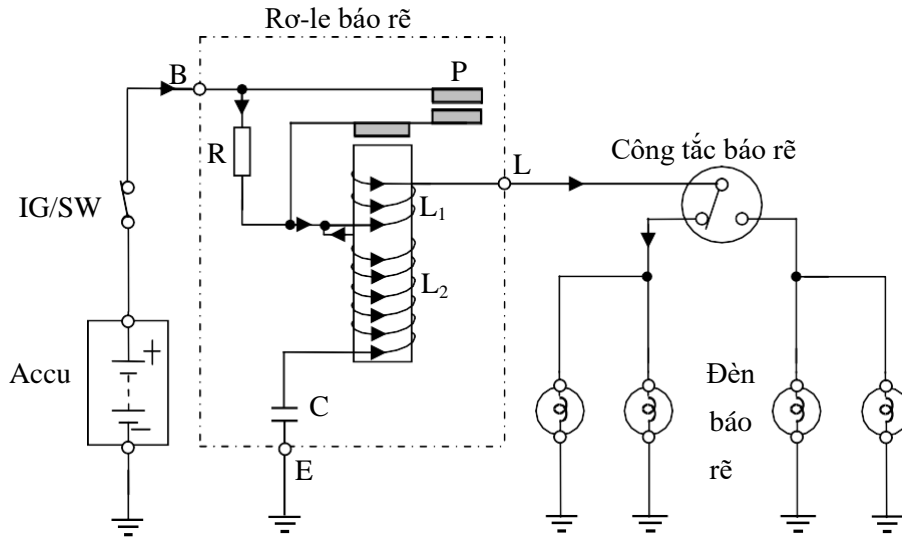 Rơ-le báo rẽ
B
P
R
L
Công tắc báo rẽ
IG/SW
L1
L2
Accu
+
−
C
E
Đèn
báo
rẽ